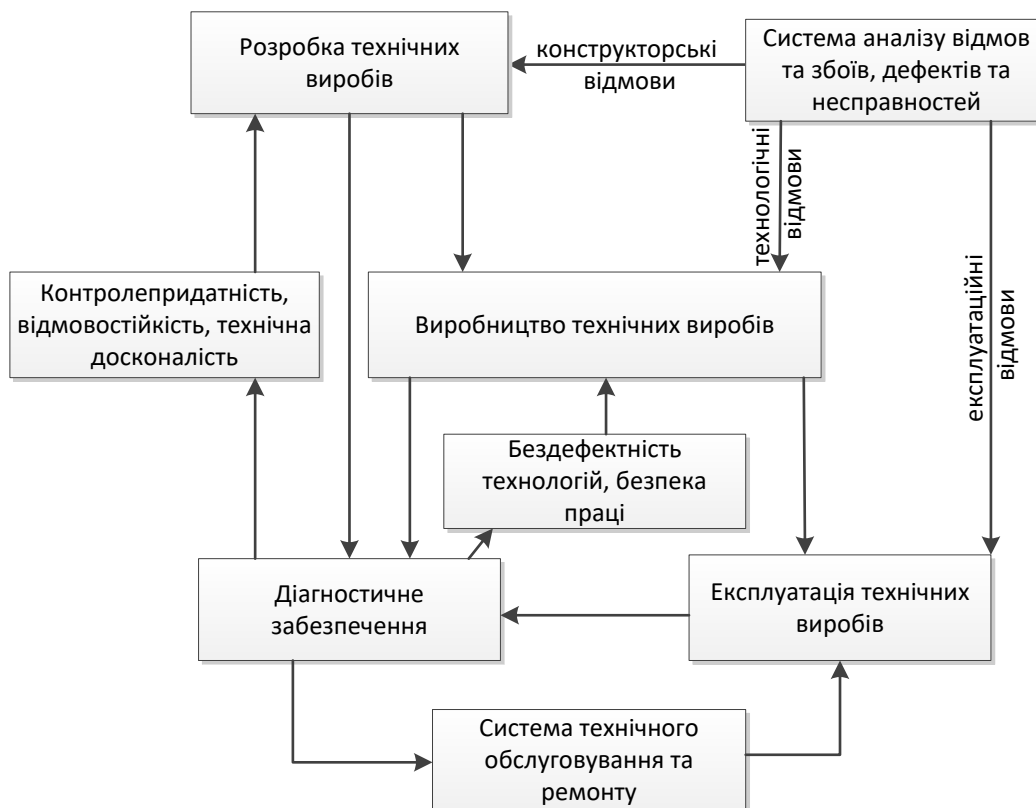 Розробка технічних
виробів
конструкторські
відмови
Система аналізу відмов
та збоїв, дефектів та
несправностей
технологічні
відмови
експлуатаційні
відмови
Контролепридатність,
відмовостійкість, технічна
досконалість
Виробництво технічних виробів
Бездефектність
технологій, безпека
праці
Діагностичне
забезпечення
Експлуатація технічних
виробів
Система технічного
обслуговування та
ремонту